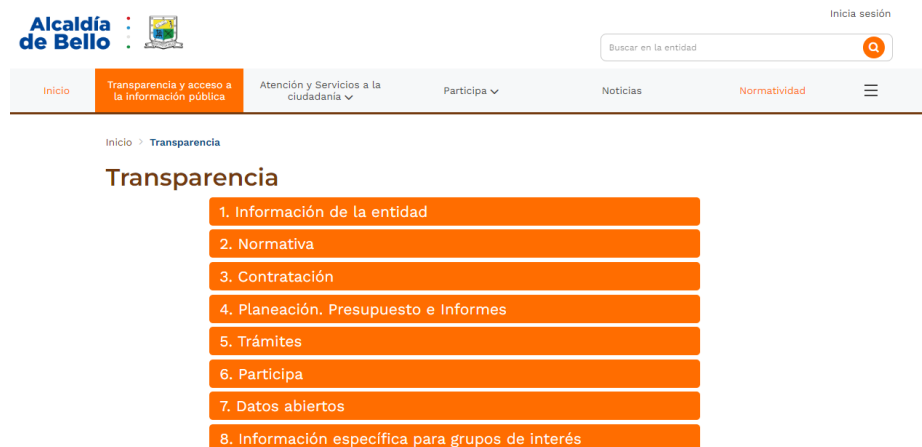 Inicia sesión
Alcaldía
de Bello
Buscar en la entidad
Inicio
Transparencia y acceso a
la información pública
Atención y Servicios a la
ciudadanía
Participa
Noticias
Normatividad
Inicio > Transparencia
Transparencia
1. Información de la entidad
2. Normativa
3. Contratación
4. Planeación. Presupuesto e Informes
5. Trámites
6. Participa
7. Datos abiertos
8. Información específica para grupos de interés